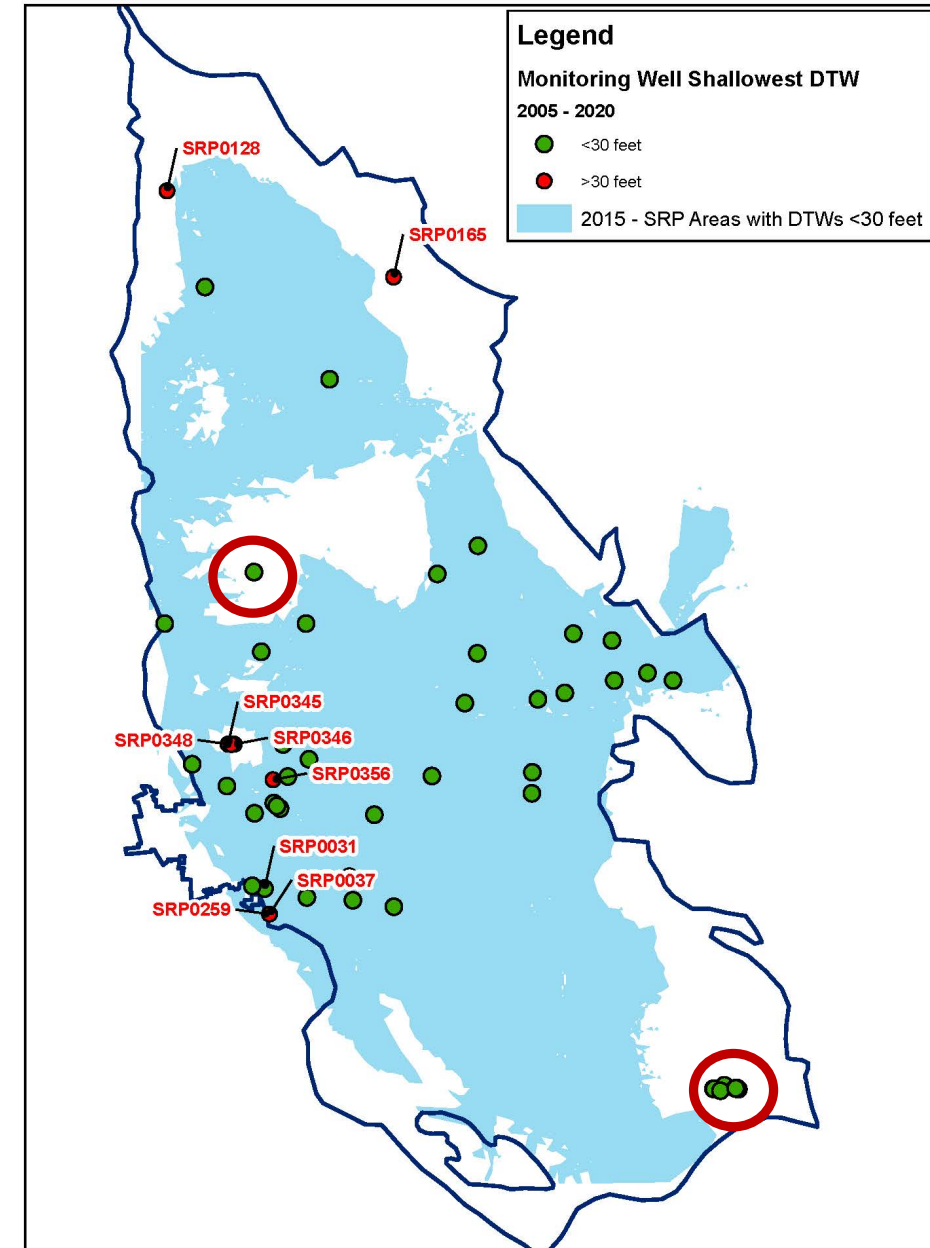 Legend
Monitoring Well Shallowest DTW
2005 - 2020
<30 feet
>30 feet
2015 - SRP Areas with DTWs <30 feet
SRP0128
SRP0165
SRP0345
SRP0348
SRP0346
SRP0356
SRP0031
SRP0037
SRP0259